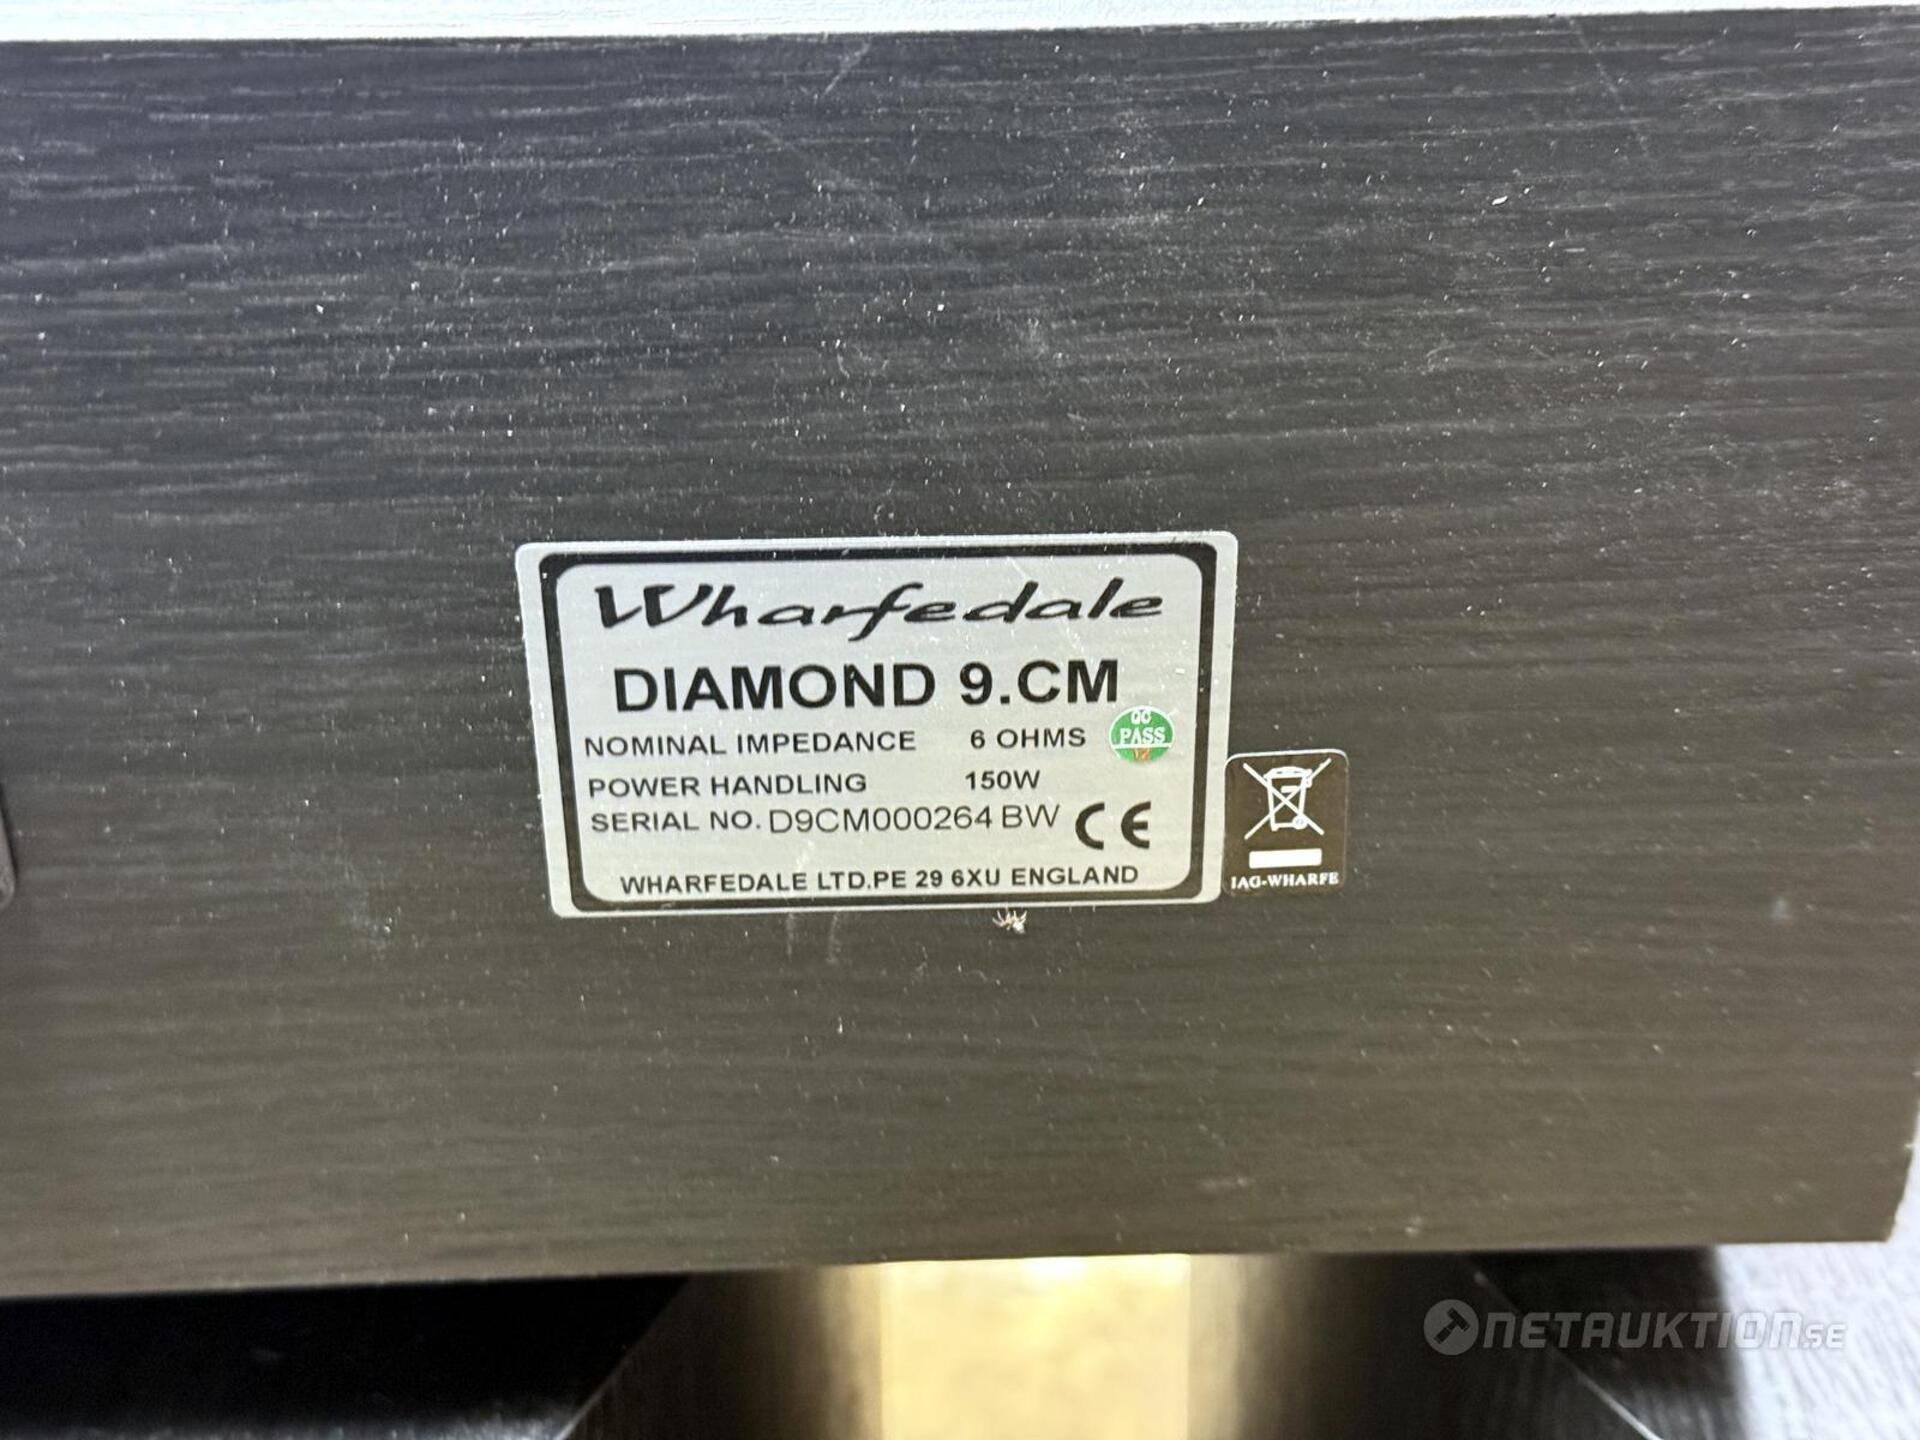 Wharfedale
DIAMOND 9.CM
NOMINAL IMPEDANCE 6 OHMS
QC
PASS
12
POWER HANDLING 150W
SERIAL NO. D9CM000264 BW CE
WHARFEDALE LTD.PE 29 6XU ENGLAND
IAG-WHARFE
NETAUKTION.SE